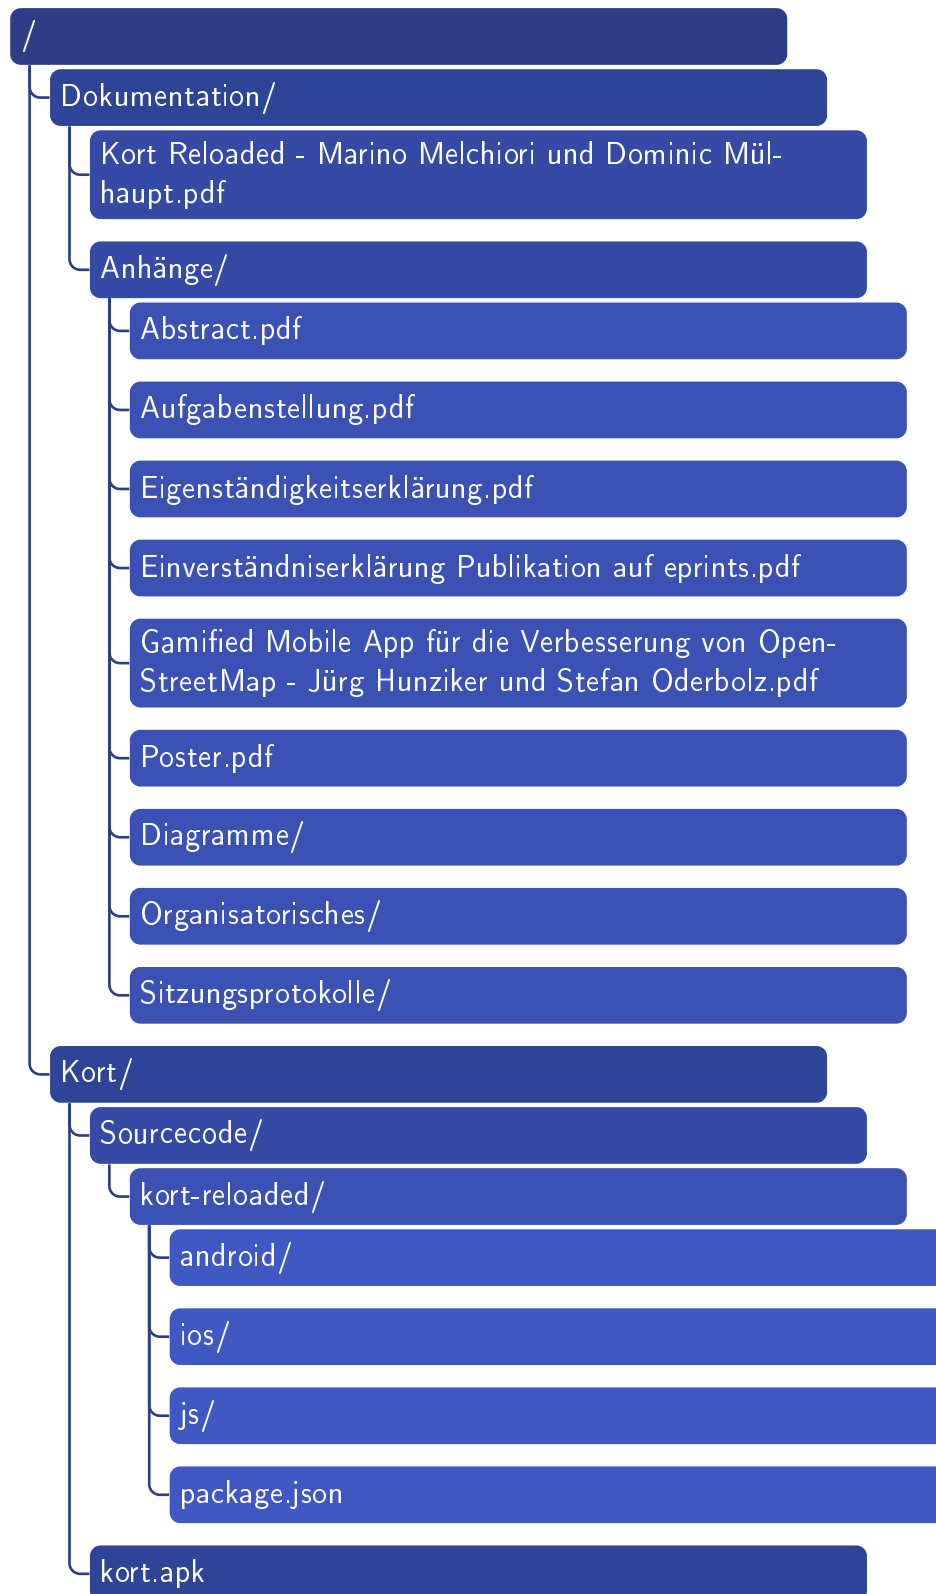 /
Dokumentation/
Kort Reloaded - Marino Melchiori und Dominic Mül-
haupt.pdf
Anhänge/
Abstract.pdf
Aufgabenstellung.pdf
Eigenständigkeitserklärung.pdf
Einverständniserklärung Publikation auf eprints.pdf
Gamified Mobile App für die Verbesserung von Open-
StreetMap - Jürg Hunziker und Stefan Oderbolz.pdf
Poster.pdf
Diagramme/
Organisatorisches/
Sitzungsprotokolle/
Kort/
Sourcecode/
kort-reloaded/
android/
ios/
js/
package.json
kort.apk